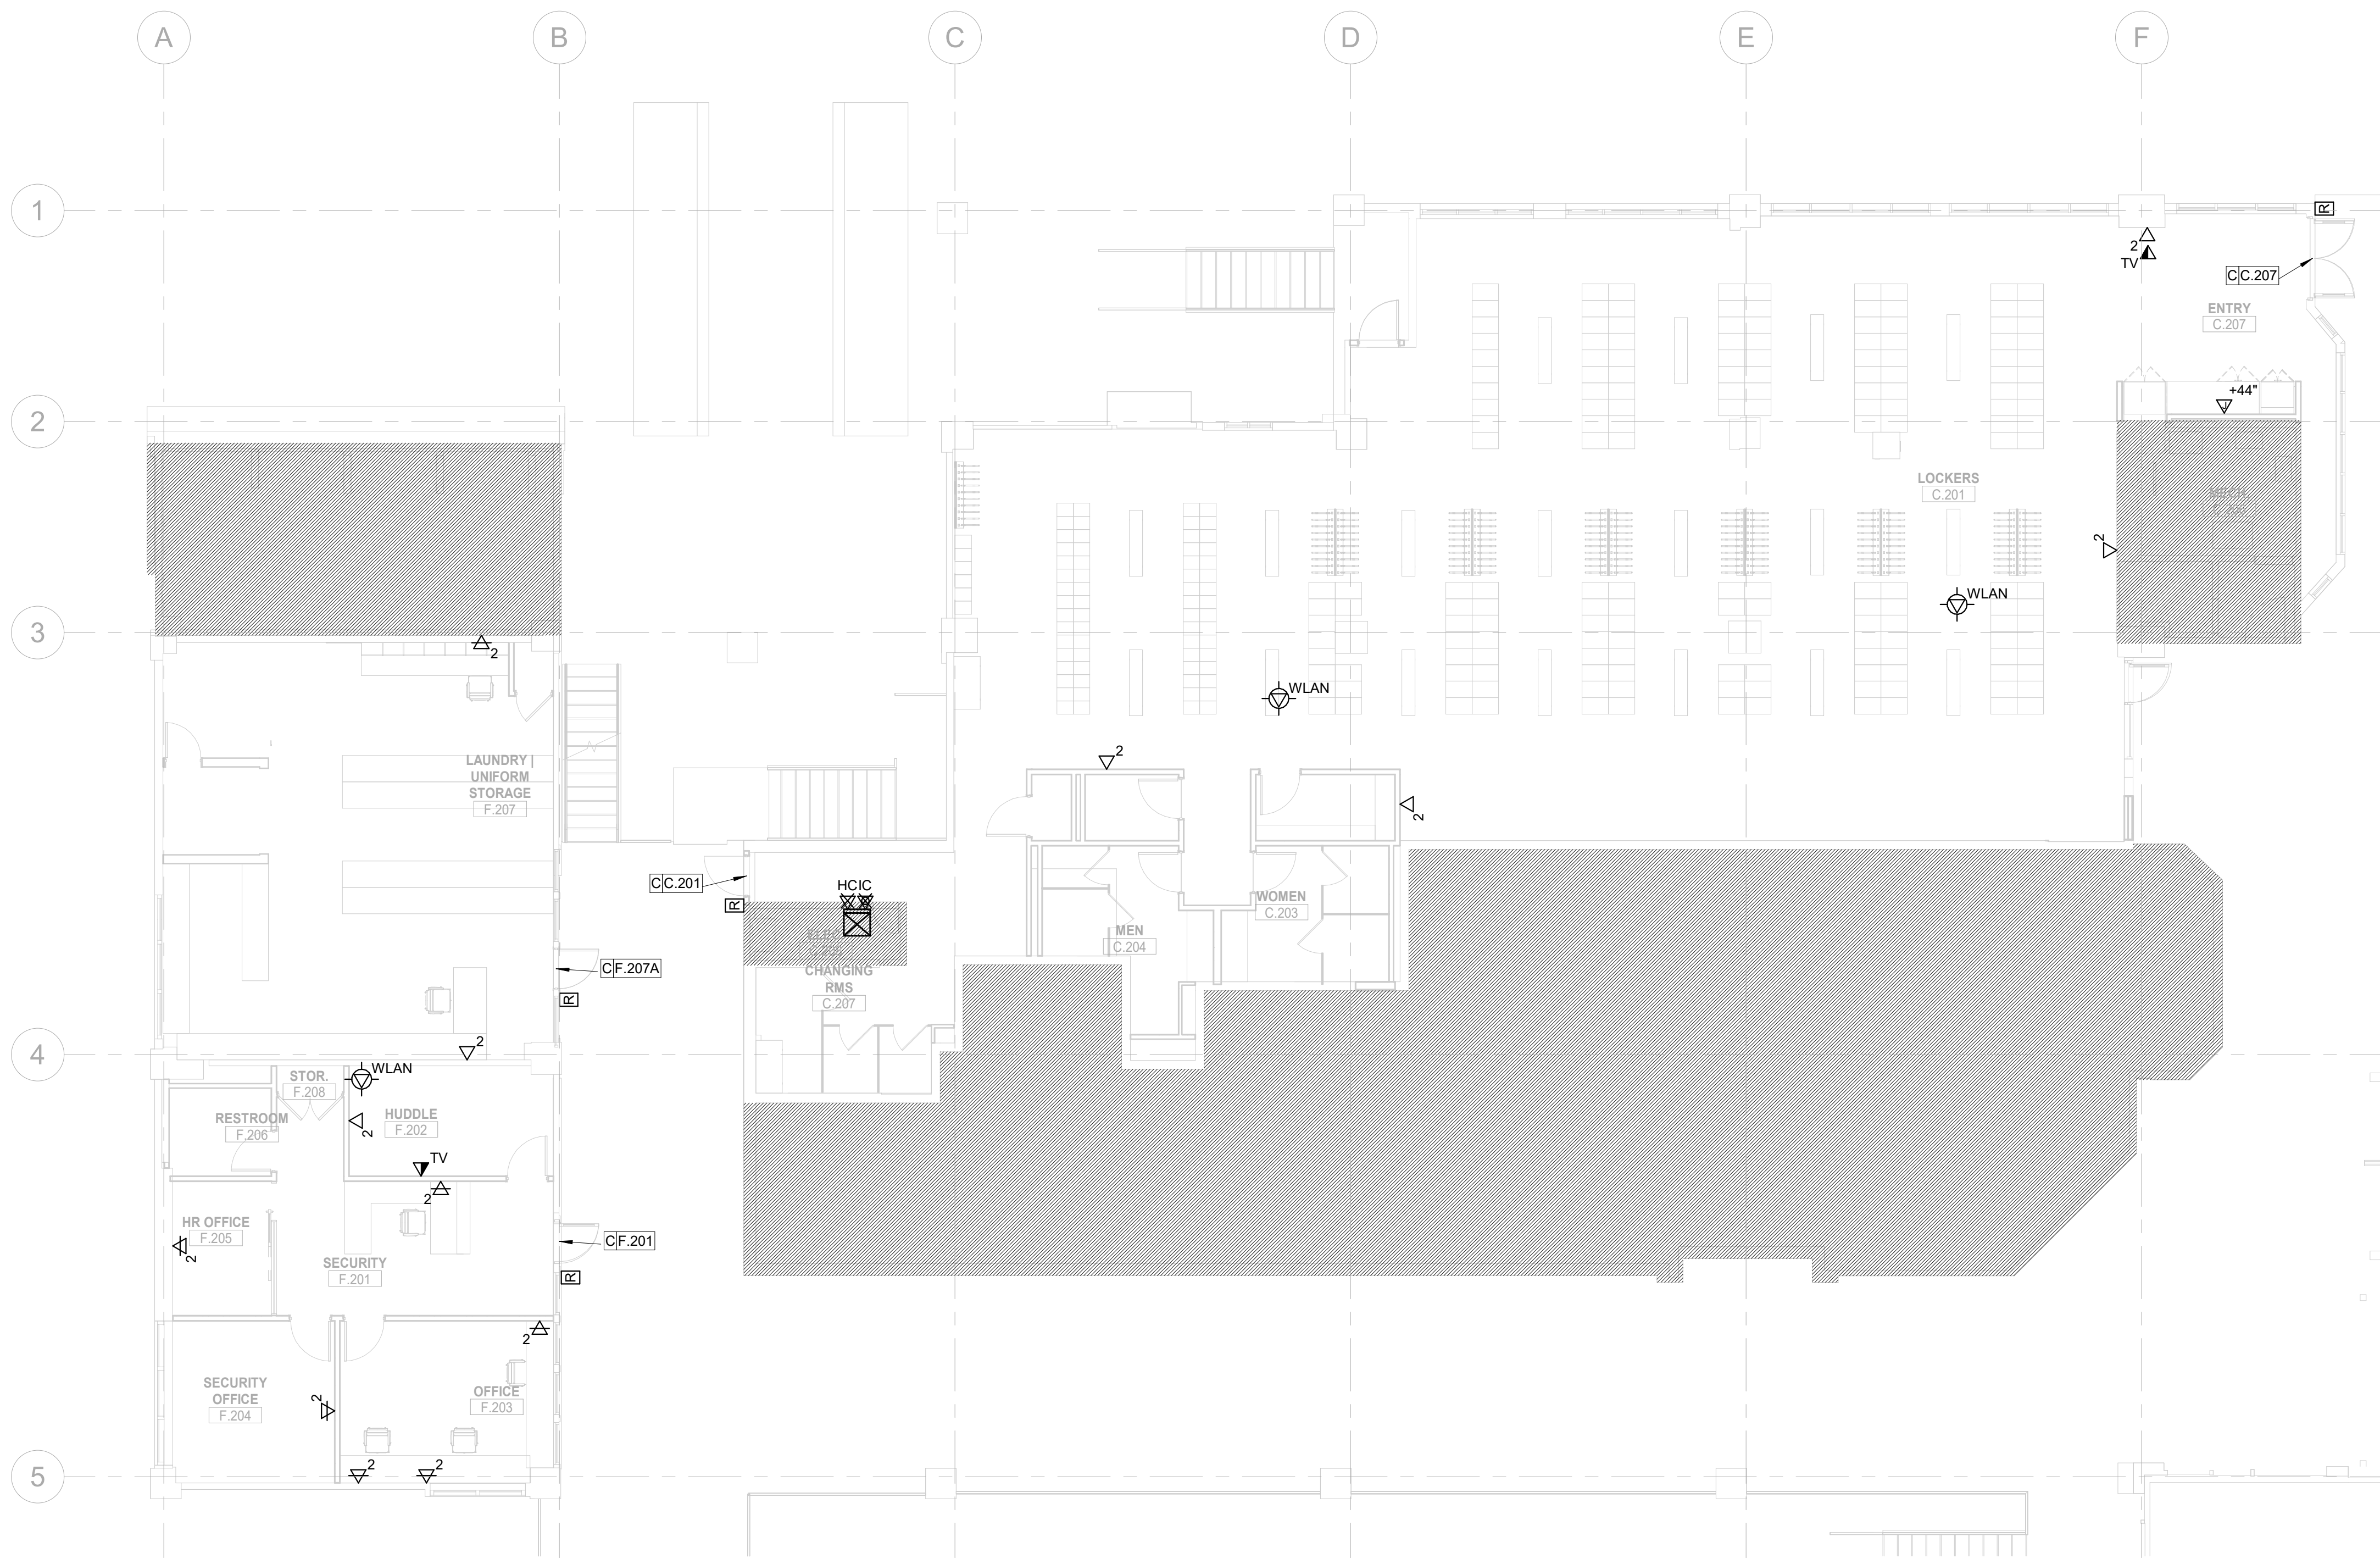 A B C D E F
1
R
2
TV
C C.207
ENTRY
C.207
2
+44"
LOCKERS
C.201
2
WLAN
3
2
WLAN
2
LAUNDRY |
UNIFORM
STORAGE
F.207
2
C C.201
HC IC
R
WOMEN
C.203
MEN
C.204
C F.207A
CHANGING
RMS
C.207
R
4
2
WLAN
STOR.
F.208
HUDDLE
F.202
RESTROOM
F.206
2
TV
2
HR OFFICE
F.205
2
C F.201
SECURITY
F.201
R
2
SECURITY
OFFICE
F.204
2
OFFICE
F.203
5
2
2